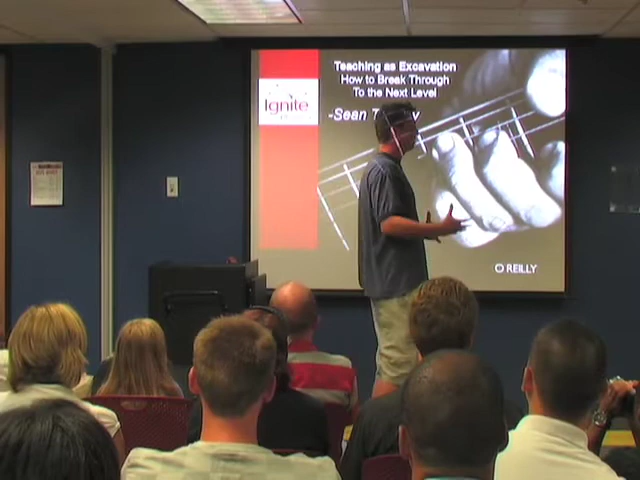 Teaching as Excavation
How to Break Through
To the Next Level
Ignite
-Sean
O REILLY